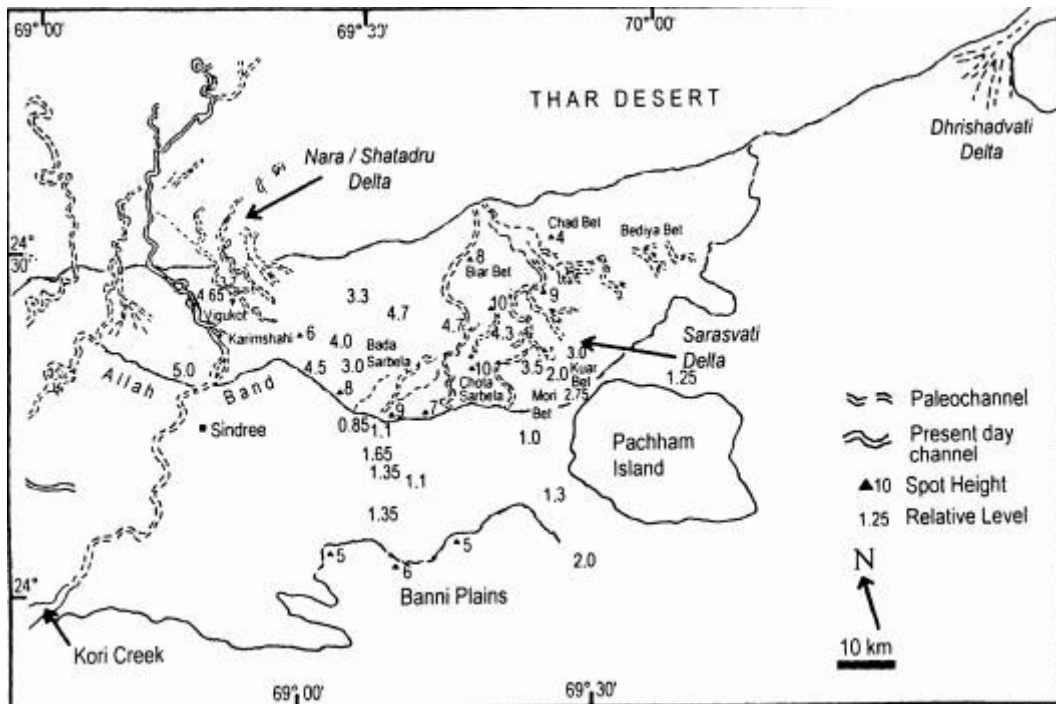 69° 00'
69° 30'
70° 00'
THAR DESERT
Dhrishadvati
Delta
Nara / Shatadru
Delta
24°
30'
Chad Bel
4
Bediya Bet
8
Biar Bet
9
3.7
4.65
Vigukot
3.3
4.7
10
4.7
4.3
4
Sarasvati
Delta
Karimshahi
6
4.0
Bada
Sarbela
3.0
4.5
5.0
10
3.5
3.0
2.0
Kuar
Bet
2.75
1.25
Allah Band
8
Chola
Sarbela
Mori
Bet
9
7
0.85
1.1
1.0
Sindree
1.65
1.35
1.1
1.3
1.35
Pachham
Island
Paleochannel
Present day
channel
10 Spot Height
1.25 Relative Level
5
5
6
2.0
Banni Plains
24°
Kori Creek
N
10 km
69° 00'
69° 30'